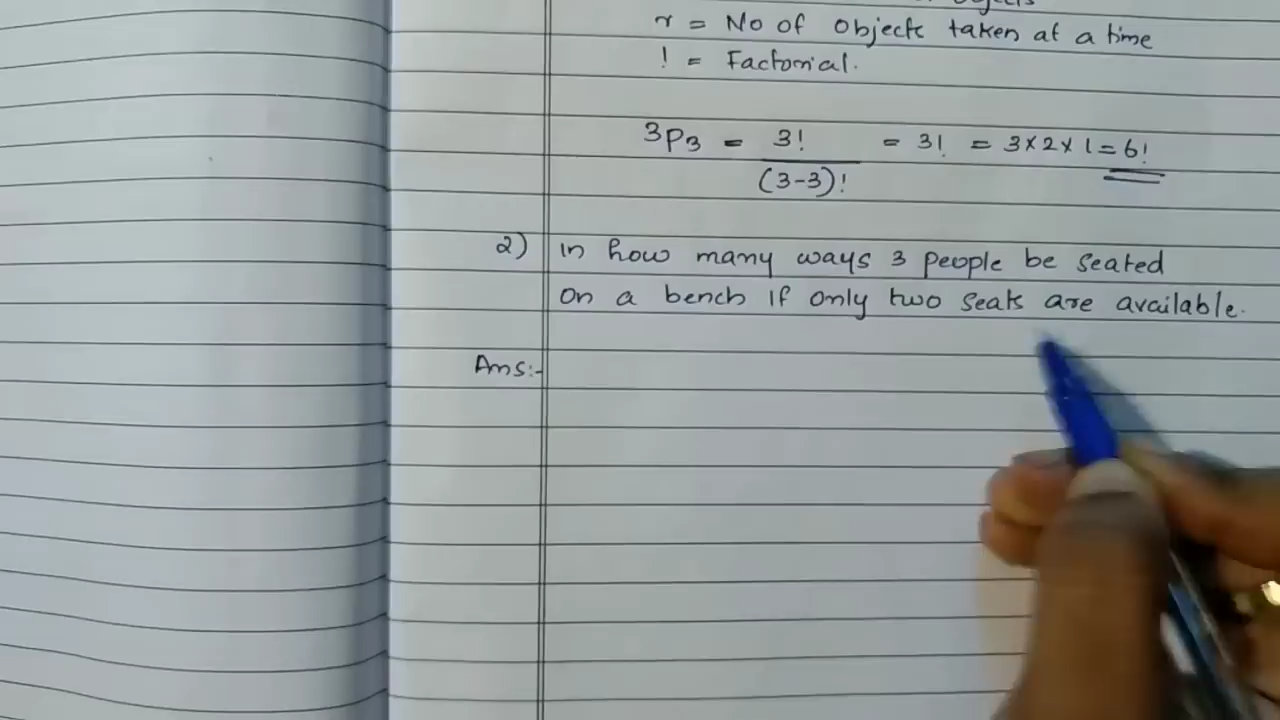 r = No of objects taken at a time
! = Factorial.
3P3 = 3! / (3-3)! = 3! = 3×2×1 = 6!
2) In how many ways 3 people be seated
on a bench if only two seats are available.
Ans:-